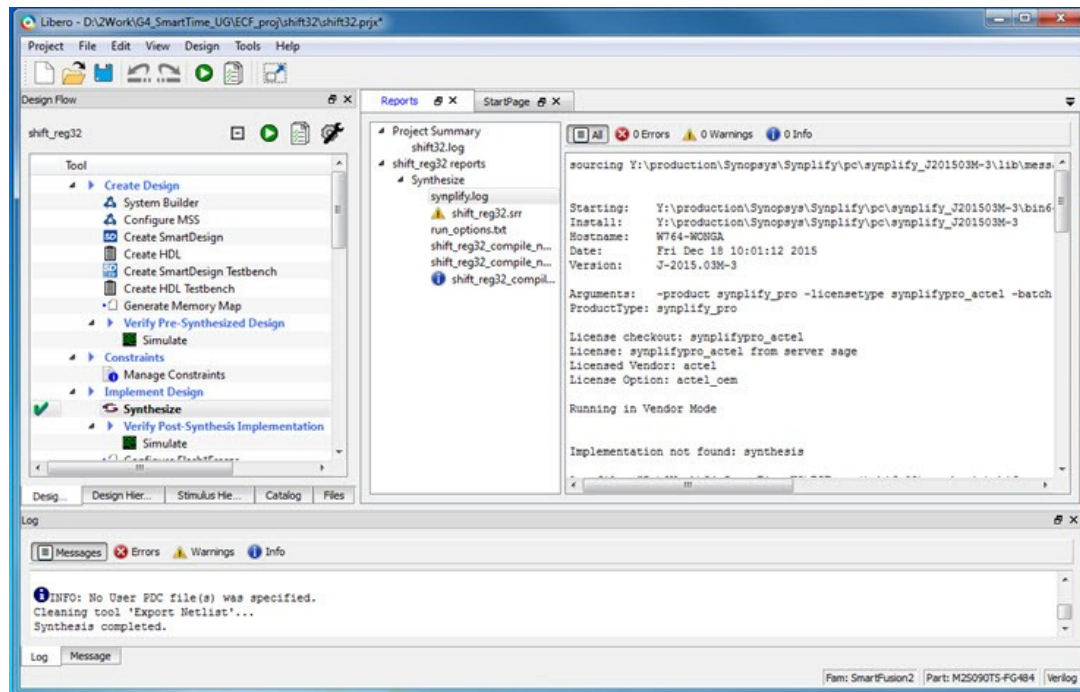 Libero - D:\2Work\G4_SmartTime_UG\ECF_proj\shift32\shift32.prjx*
Project File Edit View Design Tools Help
Design Flow
shift_reg32
Tool
Create Design
System Builder
Configure MSS
Create SmartDesign
Create HDL
Create SmartDesign Testbench
Create HDL Testbench
Generate Memory Map
Verify Pre-Synthesized Design
Simulate
Constraints
Manage Constraints
Implement Design
Synthesize
Verify Post-Synthesis Implementation
Simulate
Desig... Design Hier... Stimulus Hie... Catalog Files
Reports StartPage
Project Summary
shift32.log
shift_reg32 reports
Synthesize
synplify.log
shift_reg32.srr
run_options.txt
shift_reg32_compile_n...
shift_reg32_compile_n...
shift_reg32_compil...
All 0 Errors 0 Warnings 0 Info
sourcing Y:\production\Synopsys\Synplify\pc\synplify_J201503M-3\lib\mess
Starting: Y:\production\Synopsys\Synplify\pc\synplify_J201503M-3\bin6
Install: Y:\production\Synopsys\Synplify\pc\synplify_J201503M-3
Hostname: W764-WONGA
Date: Fri Dec 18 10:01:12 2015
Version: J-2015.03M-3
Arguments: -product synplify_pro -licensetype synplifypro_actel -batch
ProductType: synplify_pro
License checkout: synplifypro_actel
License: synplifypro_actel from server sage
Licensed Vendor: actel
License Option: actel_oem
Running in Vendor Mode
Implementation not found: synthesis
Log
Messages Errors Warnings Info
INFO: No User PDC file(s) was specified.
Cleaning tool 'Export Netlist'...
Synthesis completed.
Log Message
Fam: SmartFusion2 Part: M2S090TS-FG484 Verilog